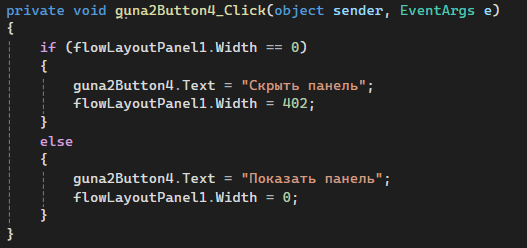 private void guna2Button4_Click(object sender, EventArgs e)
{
if (flowLayoutPanel1.Width == 0)
{
guna2Button4.Text = "Скрыть панель";
flowLayoutPanel1.Width = 402;
}
else
{
guna2Button4.Text = "Показать панель";
flowLayoutPanel1.Width = 0;
}
}